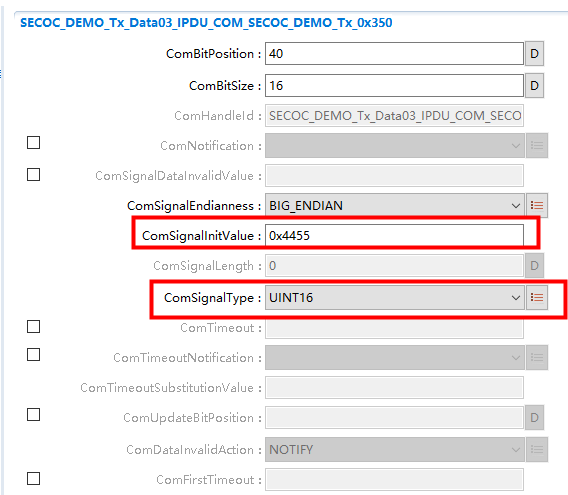 SECOC_DEMO_Tx_Data03_IPDU_COM_SECOC_DEMO_Tx_0x350
ComBitPosition : 40 D
ComBitSize : 16 D
ComHandleId : SECOC_DEMO_Tx_Data03_IPDU_COM_SECO
ComNotification :
ComSignalDataInvalidValue :
ComSignalEndianness : BIG_ENDIAN
ComSignalInitValue : 0x4455
ComSignalLength : 0 D
ComSignalType : UINT16
ComTimeout :
ComTimeoutNotification :
ComTimeoutSubstitutionValue :
ComUpdateBitPosition : D
ComDataInvalidAction : NOTIFY
ComFirstTimeout :